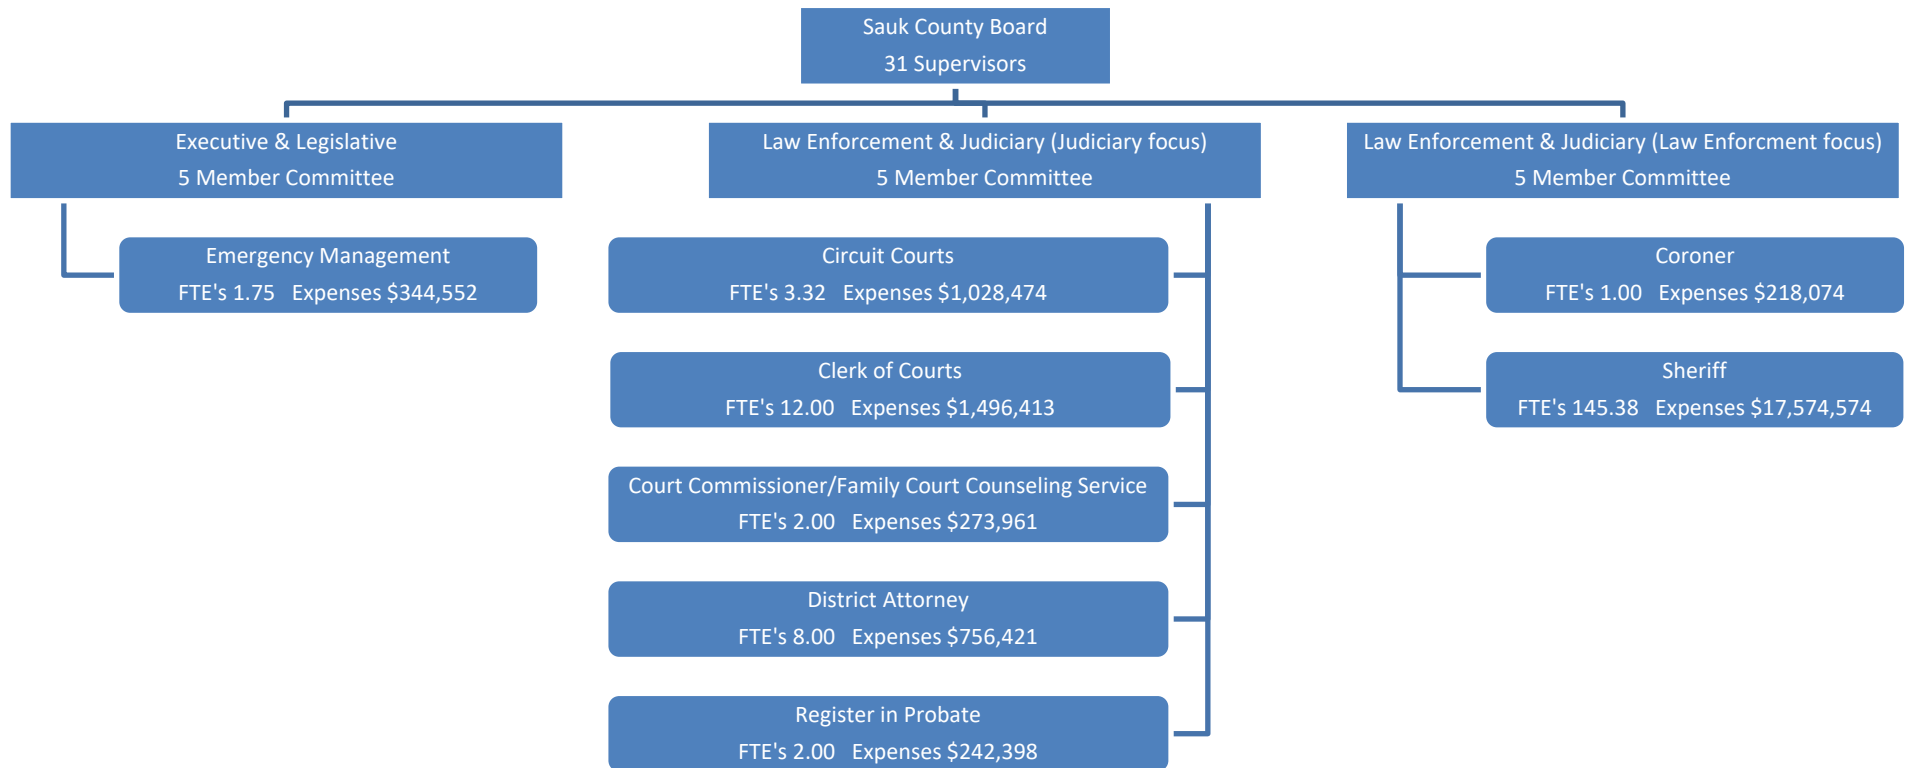 Sauk County Board
31 Supervisors
Executive & Legislative
5 Member Committee
Emergency Management
FTE's 1.75   Expenses $344,552
Law Enforcement & Judiciary (Judiciary focus)
5 Member Committee
Circuit Courts
FTE's 3.32   Expenses $1,028,474
Clerk of Courts
FTE's 12.00   Expenses $1,496,413
Court Commissioner/Family Court Counseling Service
FTE's 2.00   Expenses $273,961
District Attorney
FTE's 8.00   Expenses $756,421
Register in Probate
FTE's 2.00   Expenses $242,398
Law Enforcement & Judiciary (Law Enforcment focus)
5 Member Committee
Coroner
FTE's 1.00   Expenses $218,074
Sheriff
FTE's 145.38   Expenses $17,574,574